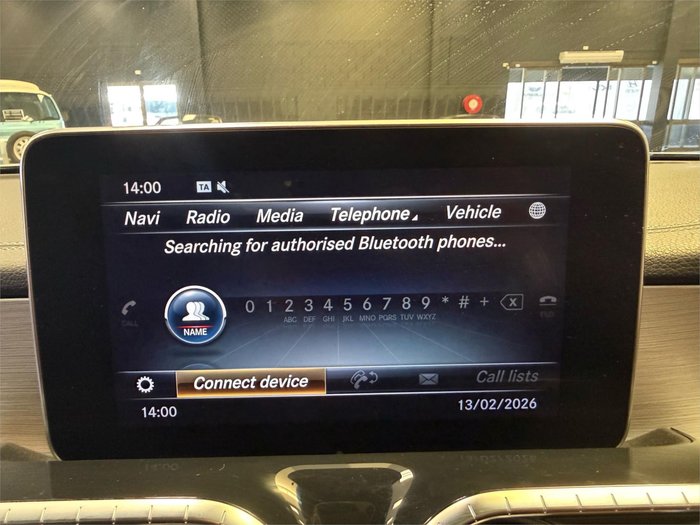 14:00 TA
Navi Radio Media Telephone Vehicle
Searching for authorised Bluetooth phones...
CALL NAME 0 1 2 3 4 5 6 7 8 9 * # + X END
ABC DEF GHI JKL MNO PQRS TUV WXYZ
Connect device Call lists
14:00 13/02/2026